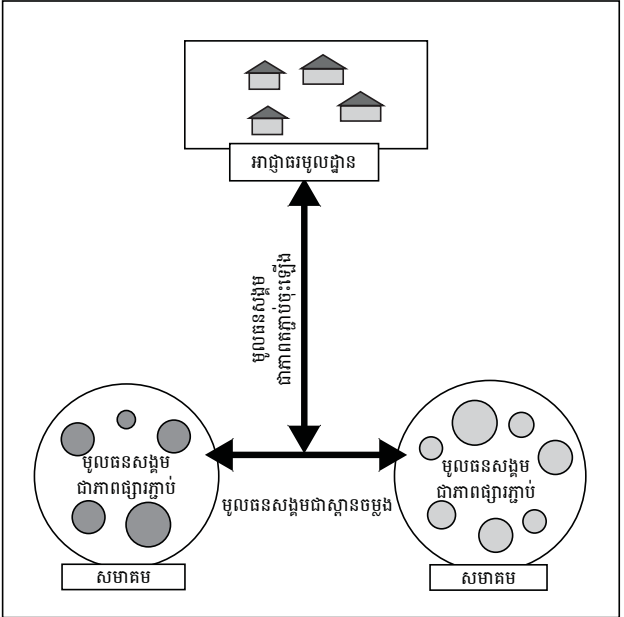 អាជ្ញាធរមូលដ្ឋាន
មូលធនសង្គម
ជាភាពតភ្ជាប់ចុះឡើង
មូលធនសង្គម
ជាភាពផ្សារភ្ជាប់
មូលធនសង្គមជាស្ពានចម្លង
មូលធនសង្គម
ជាភាពផ្សារភ្ជាប់
សមាគម
សមាគម